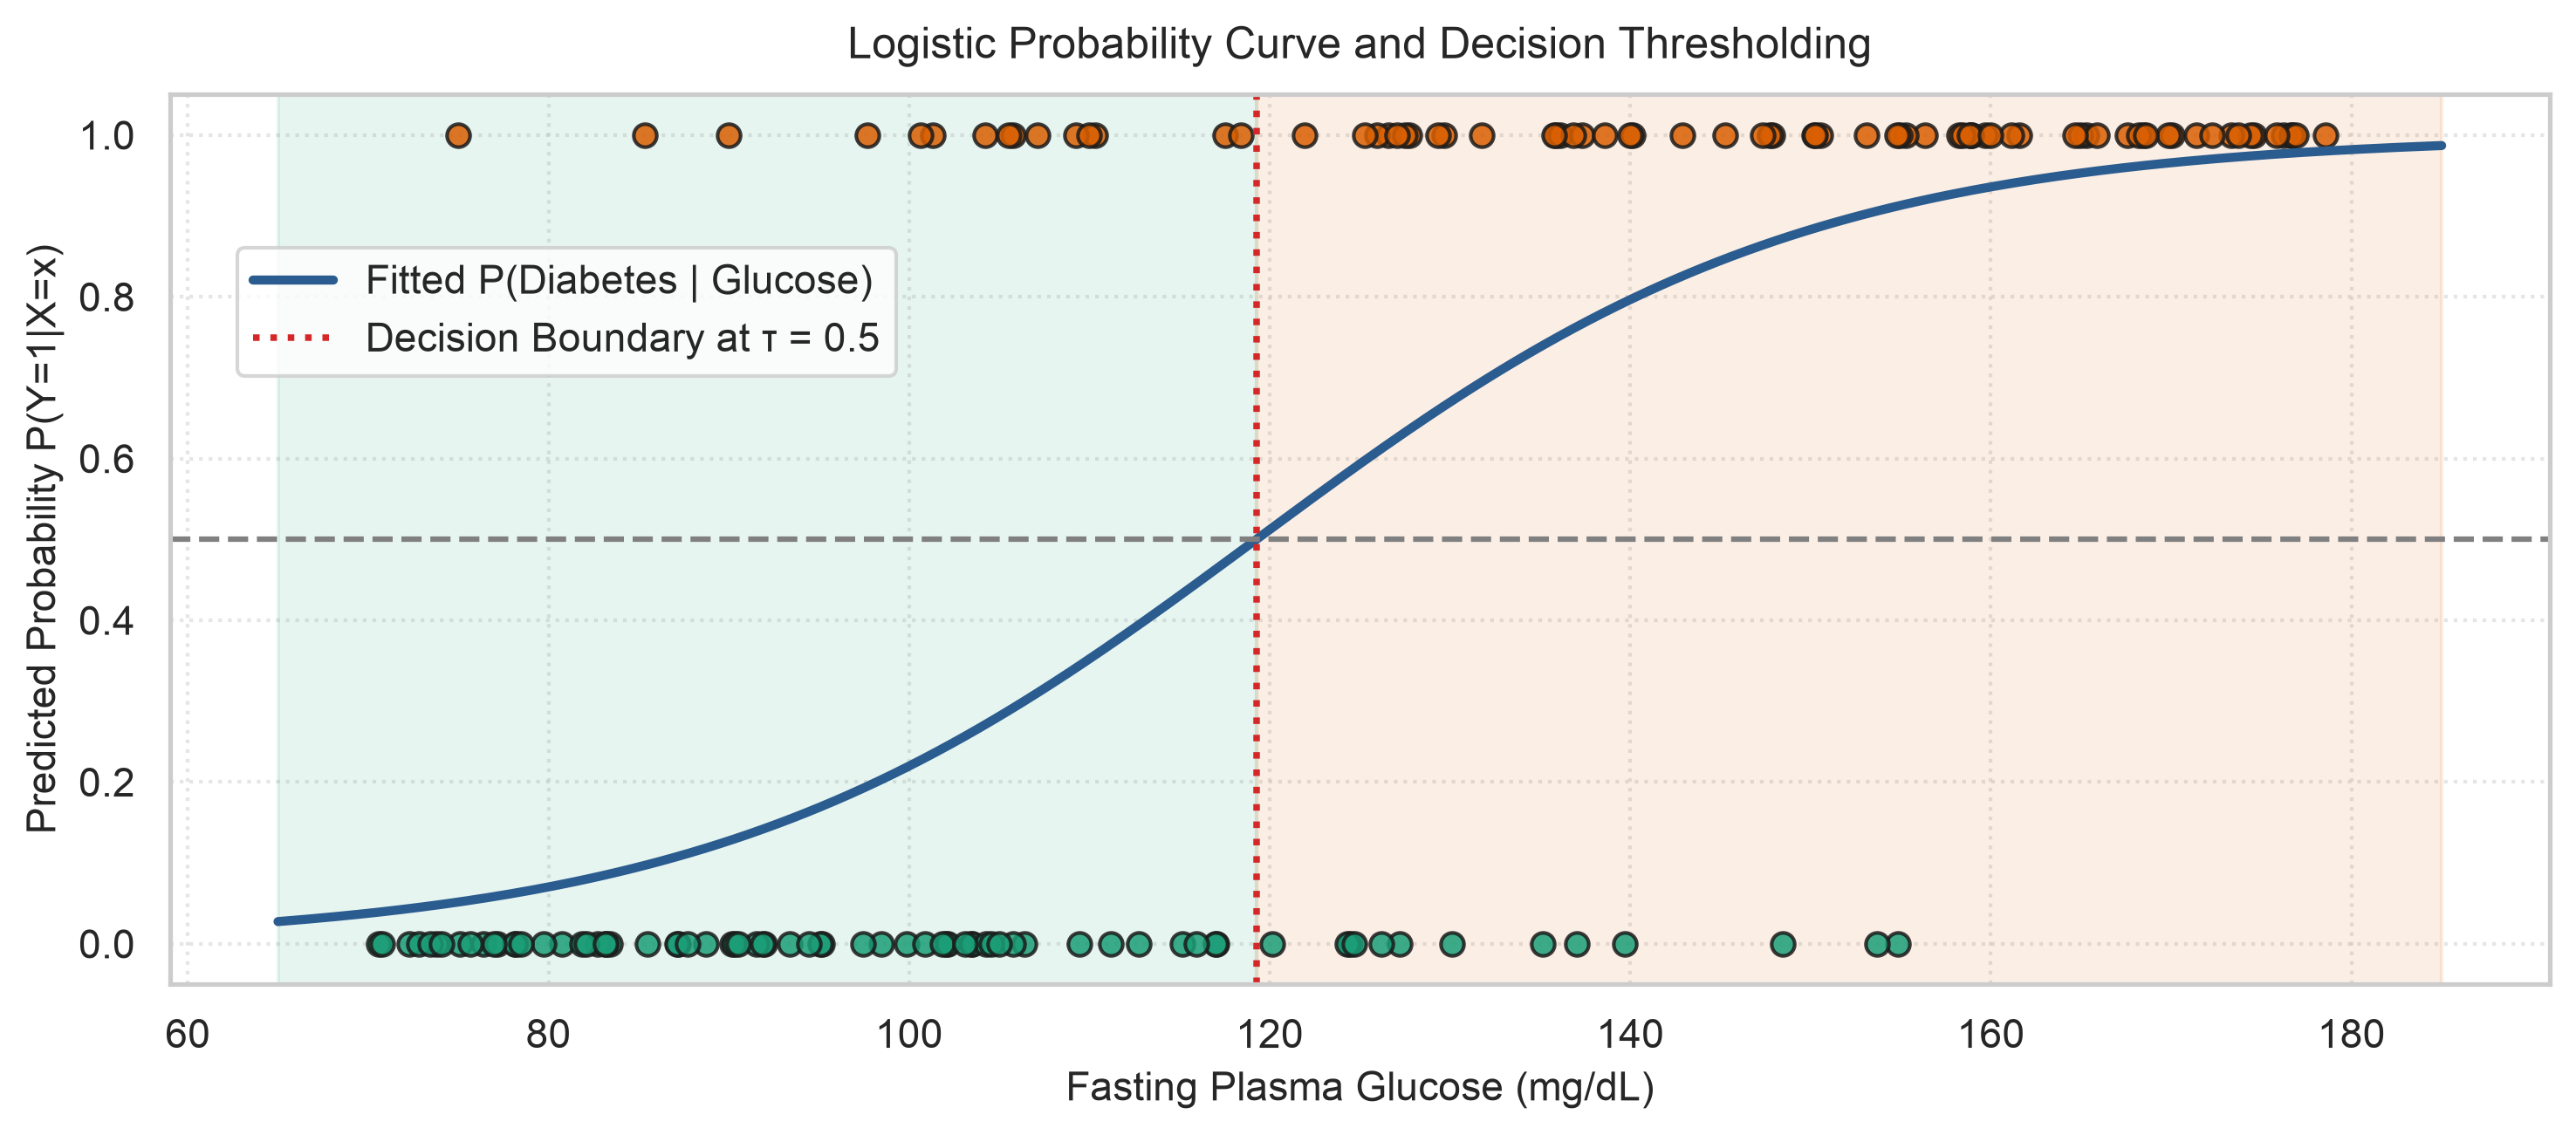 Logistic Probability Curve and Decision Thresholding
Predicted Probability P(Y=1|X=x)
1.0
0.8
0.6
0.4
0.2
0.0
Fitted P(Diabetes | Glucose)
Decision Boundary at τ = 0.5
60 80 100 120 140 160 180
Fasting Plasma Glucose (mg/dL)